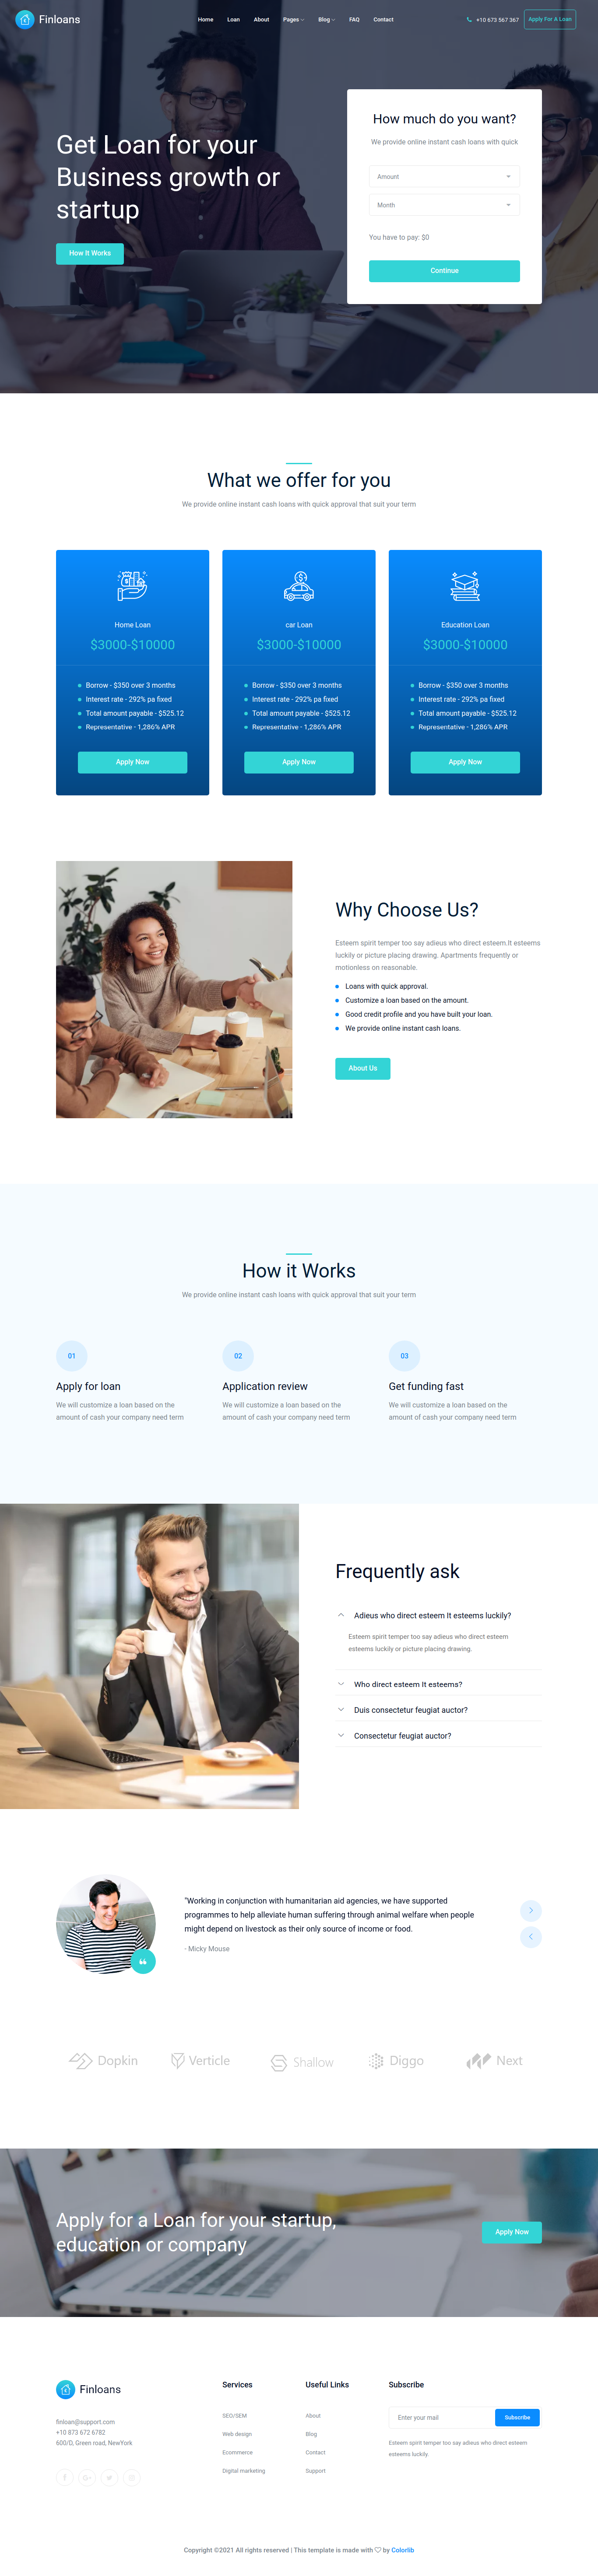 Finloans
Home
Loan
About
Pages
Blog
FAQ
Contact
+10 673 567 367
Apply For A Loan
Get Loan for your
Business growth or
startup
How It Works
How much do you want?
We provide online instant cash loans with quick
Amount
Month
You have to pay: $0
Continue
What we offer for you
We provide online instant cash loans with quick approval that suit your term
Home Loan
$3000-$10000
Borrow - $350 over 3 months
Interest rate - 292% pa fixed
Total amount payable - $525.12
Representative - 1,286% APR
Apply Now
car Loan
$3000-$10000
Borrow - $350 over 3 months
Interest rate - 292% pa fixed
Total amount payable - $525.12
Representative - 1,286% APR
Apply Now
Education Loan
$3000-$10000
Borrow - $350 over 3 months
Interest rate - 292% pa fixed
Total amount payable - $525.12
Representative - 1,286% APR
Apply Now
Why Choose Us?
Esteem spirit temper too say adieus who direct esteem.It esteems
luckily or picture placing drawing. Apartments frequently or
motionless on reasonable.
Loans with quick approval.
Customize a loan based on the amount.
Good credit profile and you have built your loan.
We provide online instant cash loans.
About Us
How it Works
We provide online instant cash loans with quick approval that suit your term
01
Apply for loan
We will customize a loan based on the
amount of cash your company need term
02
Application review
We will customize a loan based on the
amount of cash your company need term
03
Get funding fast
We will customize a loan based on the
amount of cash your company need term
Frequently ask
Adieus who direct esteem It esteems luckily?
Esteem spirit temper too say adieus who direct esteem
esteems luckily or picture placing drawing.
Who direct esteem It esteems?
Duis consectetur feugiat auctor?
Consectetur feugiat auctor?
"Working in conjunction with humanitarian aid agencies, we have supported
programmes to help alleviate human suffering through animal welfare when people
might depend on livestock as their only source of income or food.
- Micky Mouse
Dopkin
Verticle
Shallow
Diggo
Next
Apply for a Loan for your startup,
education or company
Apply Now
Finloans
finloan@support.com
+10 873 672 6782
600/D, Green road, NewYork
Services
SEO/SEM
Web design
Ecommerce
Digital marketing
Useful Links
About
Blog
Contact
Support
Subscribe
Enter your mail
Subscribe
Esteem spirit temper too say adieus who direct esteem
esteems luckily.
Copyright ©2021 All rights reserved | This template is made with ♡ by Colorlib